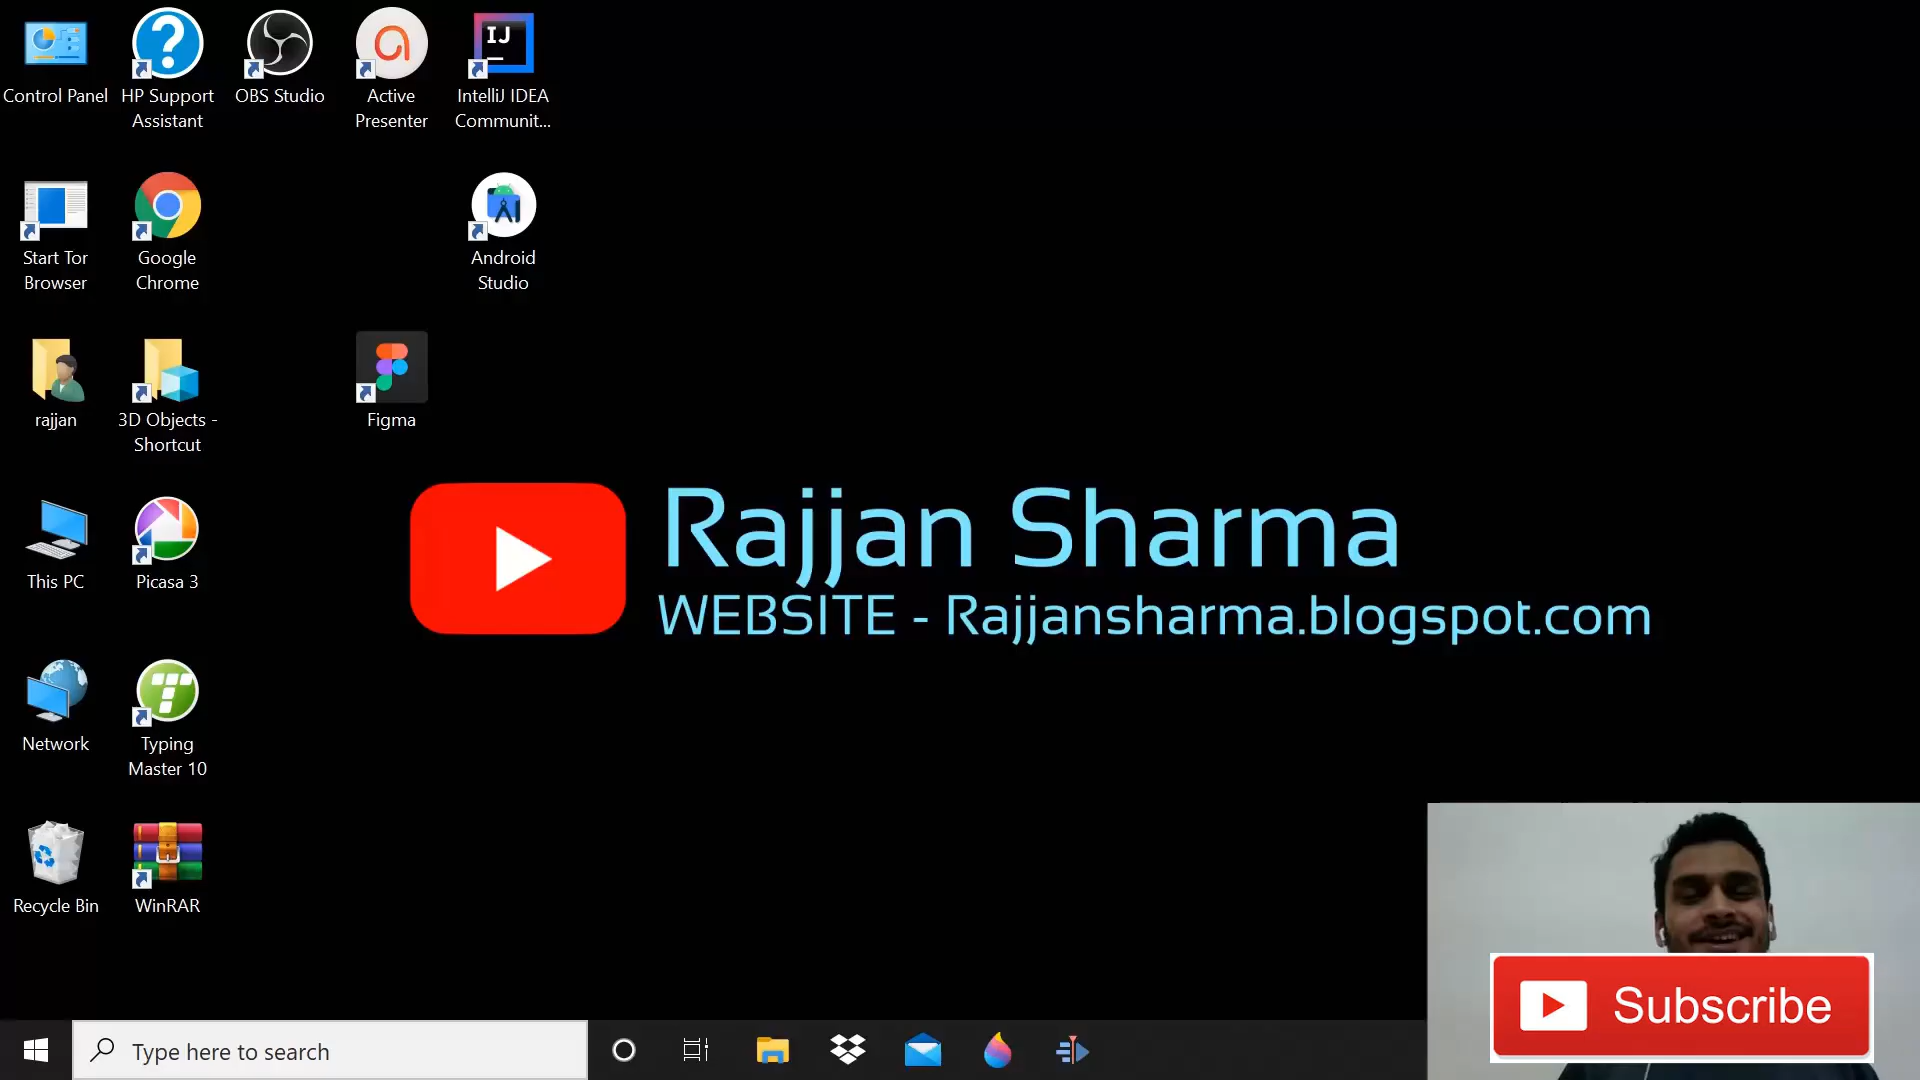 Control Panel
HP Support
Assistant
OBS Studio
Active
Presenter
IJ
IntelliJ IDEA
Communit...
Start Tor
Browser
Google
Chrome
Android
Studio
rajjan
3D Objects -
Shortcut
Figma
Rajjan Sharma
WEBSITE - Rajjansharma.blogspot.com
This PC
Picasa 3
Network
Typing
Master 10
Recycle Bin
WinRAR
Subscribe
Type here to search